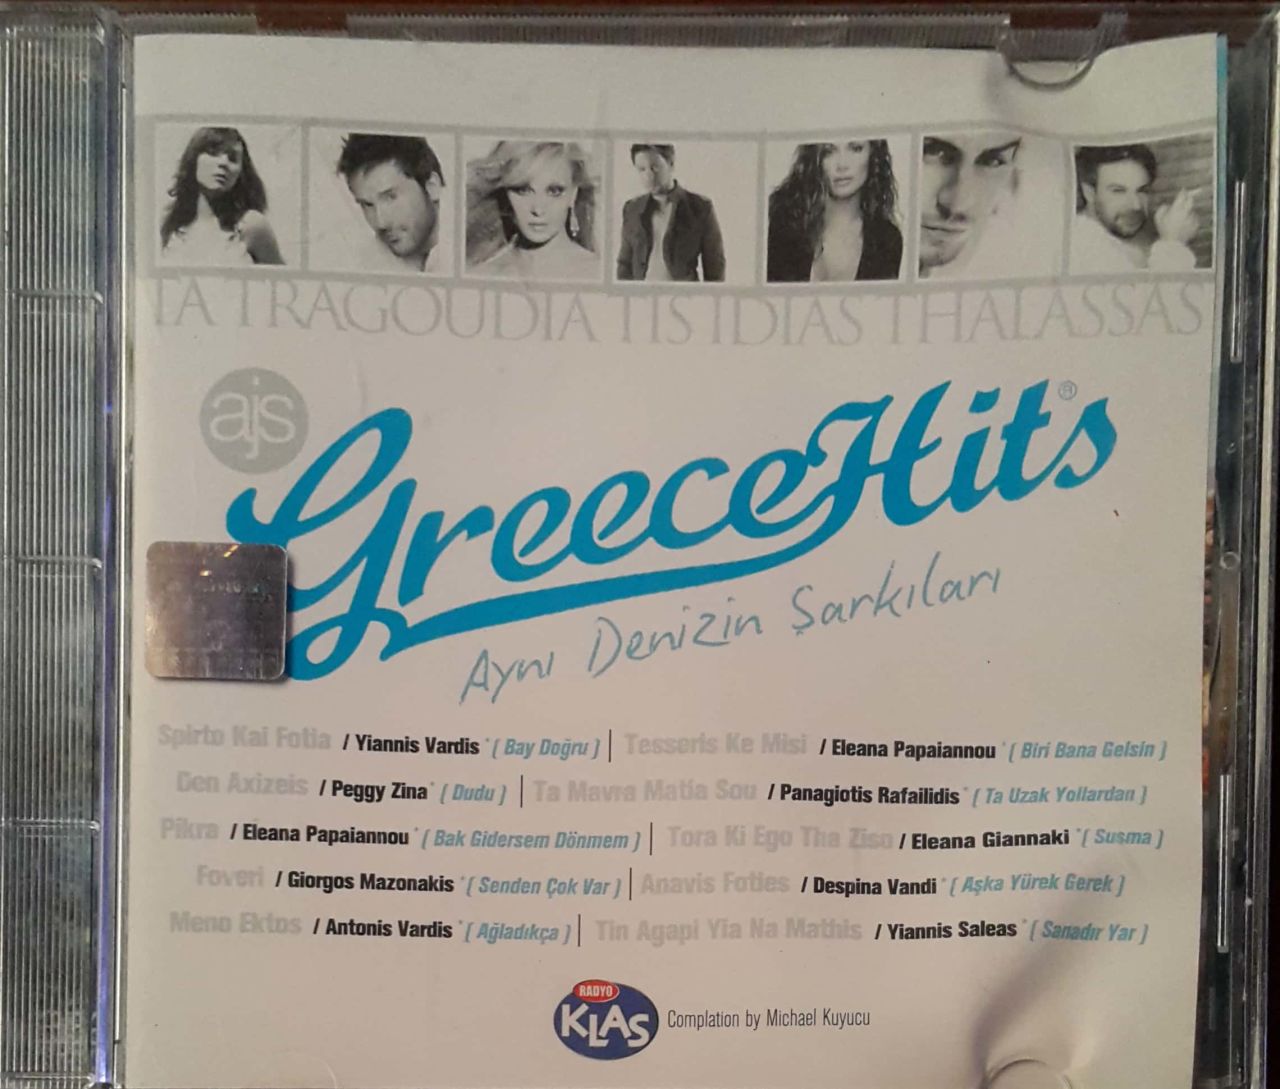 TA TRAGOUDIA TIS IDIAS THALASSAS
ajs
GreeceHits®
Aynı Denizin Şarkıları
Spirto Kai Fotia / Yiannis Vardis * ( Bay Doğru ) | Tesseris Ke Misi / Eleana Papaiannou * ( Biri Bana Gelsin )
Den Axizeis / Peggy Zina * ( Dudu ) | Ta Mavra Matia Sou / Panagiotis Rafailidis * ( Ta Uzak Yollardan )
Pikra / Eleana Papaiannou * ( Bak Gidersem Dönmem ) | Tora Ki Ego Tha Ziso / Eleana Giannaki * ( Susma )
Foveri / Giorgos Mazonakis * ( Senden Çok Var ) | Anavis Foties / Despina Vandi * ( Aşka Yürek Gerek )
Meno Ektos / Antonis Vardis * ( Ağladıkça ) | Tin Agapi Yia Na Mathis / Yiannis Saleas * ( Sanadır Yar )
RADYO
KLAS
Complation by Michael Kuyucu